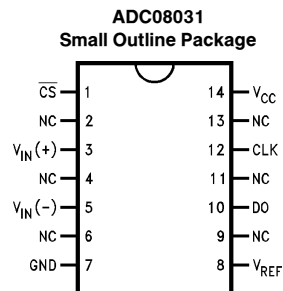 ADC08031
Small Outline Package
C̅S̅ 1 14 VCC
NC 2 13 NC
VIN(+) 3 12 CLK
NC 4 11 NC
VIN(−) 5 10 DO
NC 6 9 NC
GND 7 8 VREF